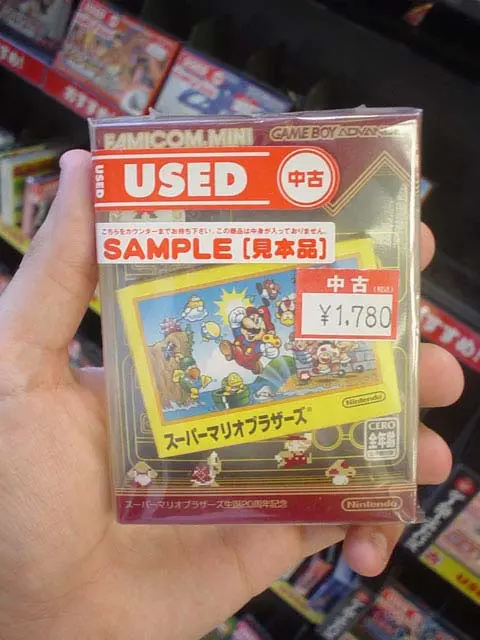 FAMICOM MINI
GAME BOY ADVANCE
USED
USED
中古
こちらをカウンターまでお持ち下さい。この商品は中身が入っておりません。
SAMPLE [見本品]
中古(税込)
¥1,780
Nintendo
スーパーマリオブラザーズ®
CERO
全年齢
スーパーマリオブラザーズ生誕20周年記念
Nintendo